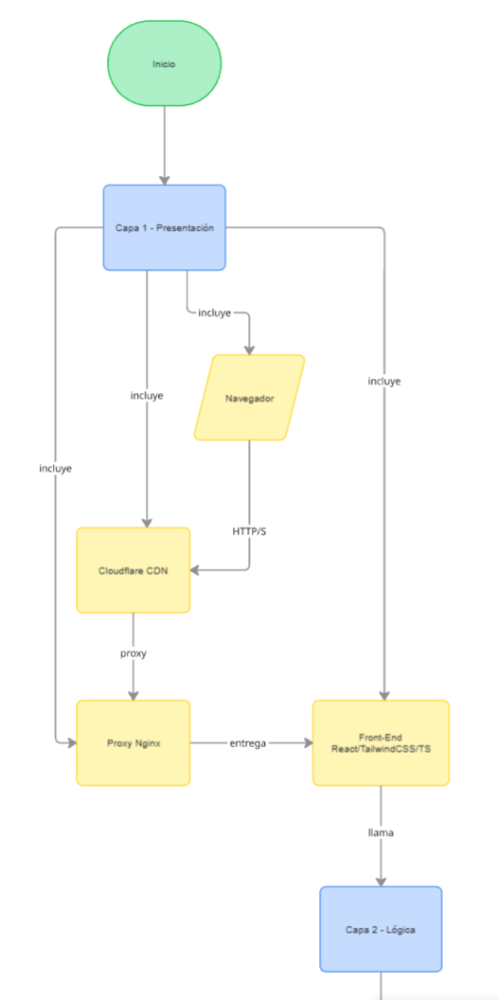 Inicio
Capa 1 - Presentación
incluye
incluye
incluye
Navegador
incluye
HTTP/S
Cloudflare CDN
proxy
Proxy Nginx
entrega
Front-End
React/TailwindCSS/TS
llama
Capa 2 - Lógica